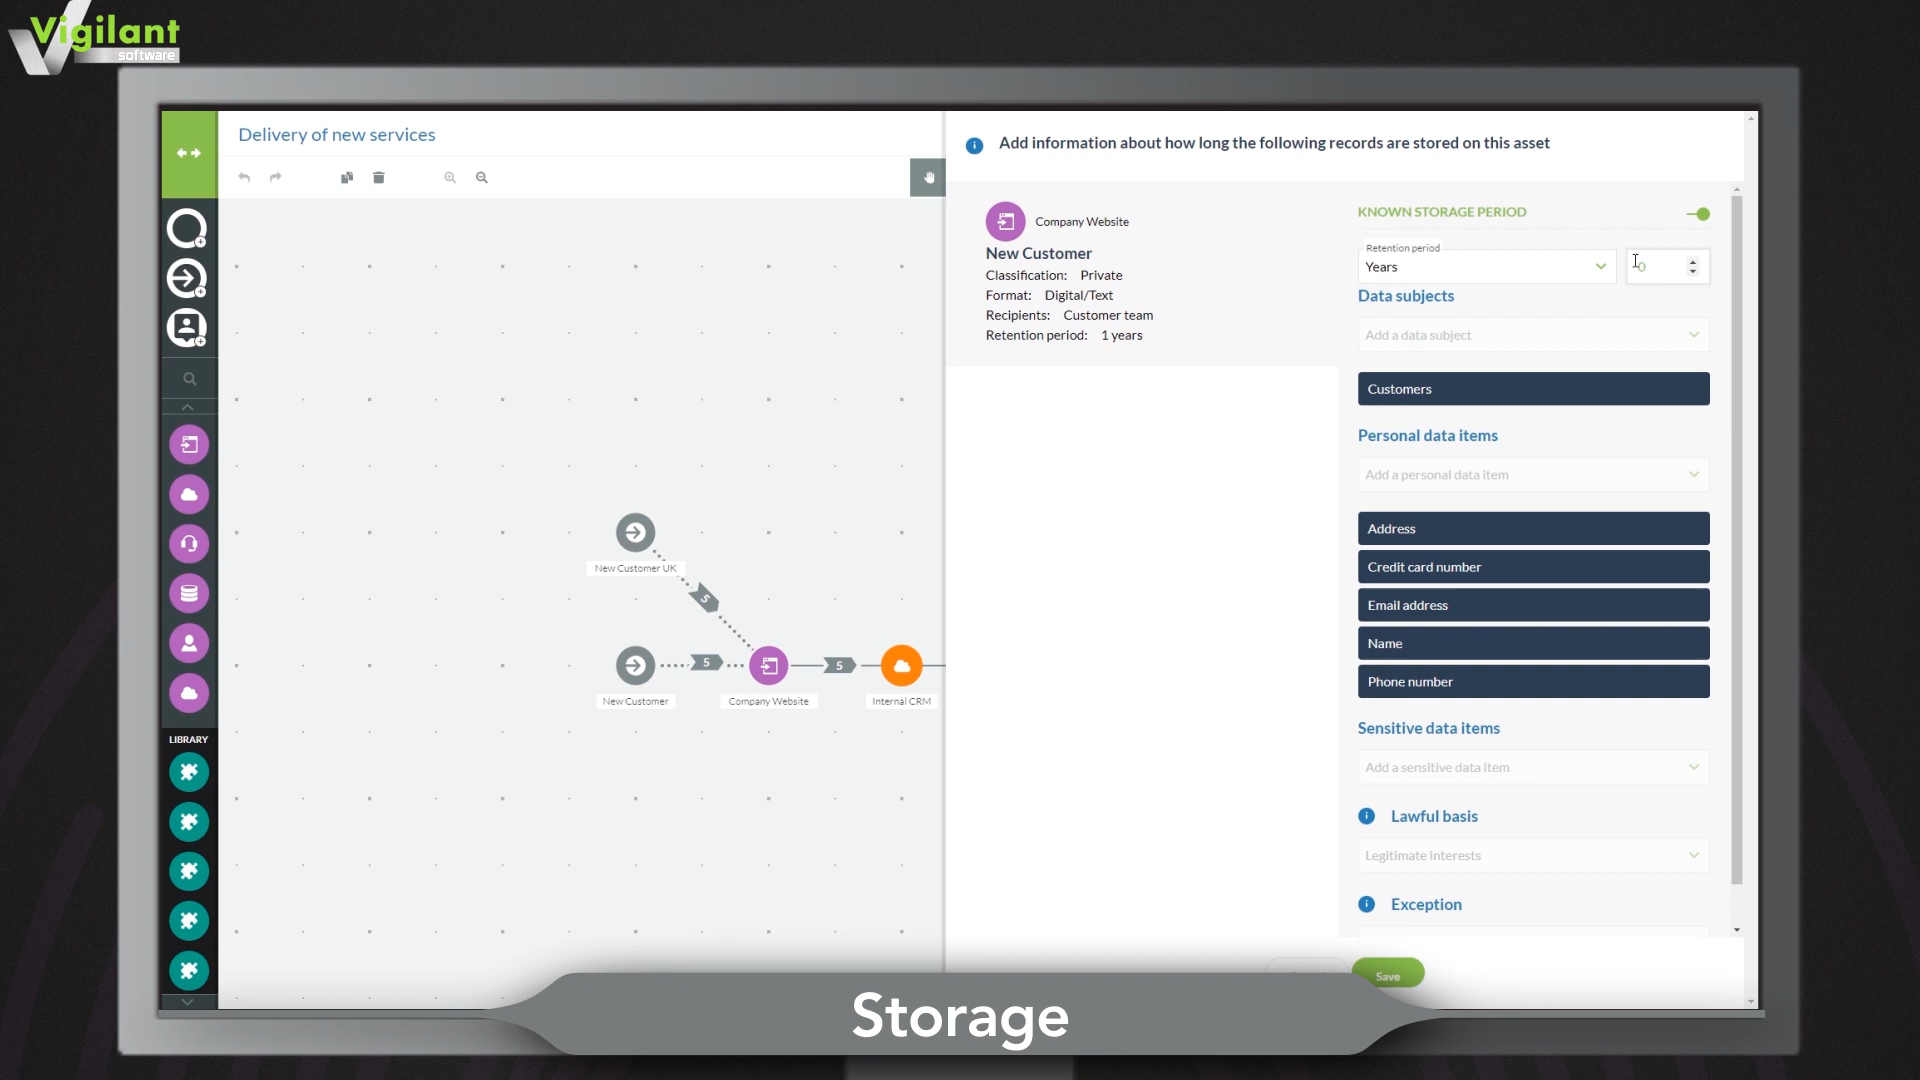 Vigilant
software
Delivery of new services
Add information about how long the following records are stored on this asset
Company Website
New Customer
Classification: Private
Format: Digital/Text
Recipients: Customer team
Retention period: 1 years
KNOWN STORAGE PERIOD
Retention period
Years
0
Data subjects
Add a data subject
Customers
Personal data items
Add a personal data item
Address
Credit card number
Email address
Name
Phone number
Sensitive data items
Add a sensitive data item
Lawful basis
Legitimate interests
Exception
Save
New Customer UK
5
New Customer
5
Company Website
5
Internal CRM
LIBRARY
Storage